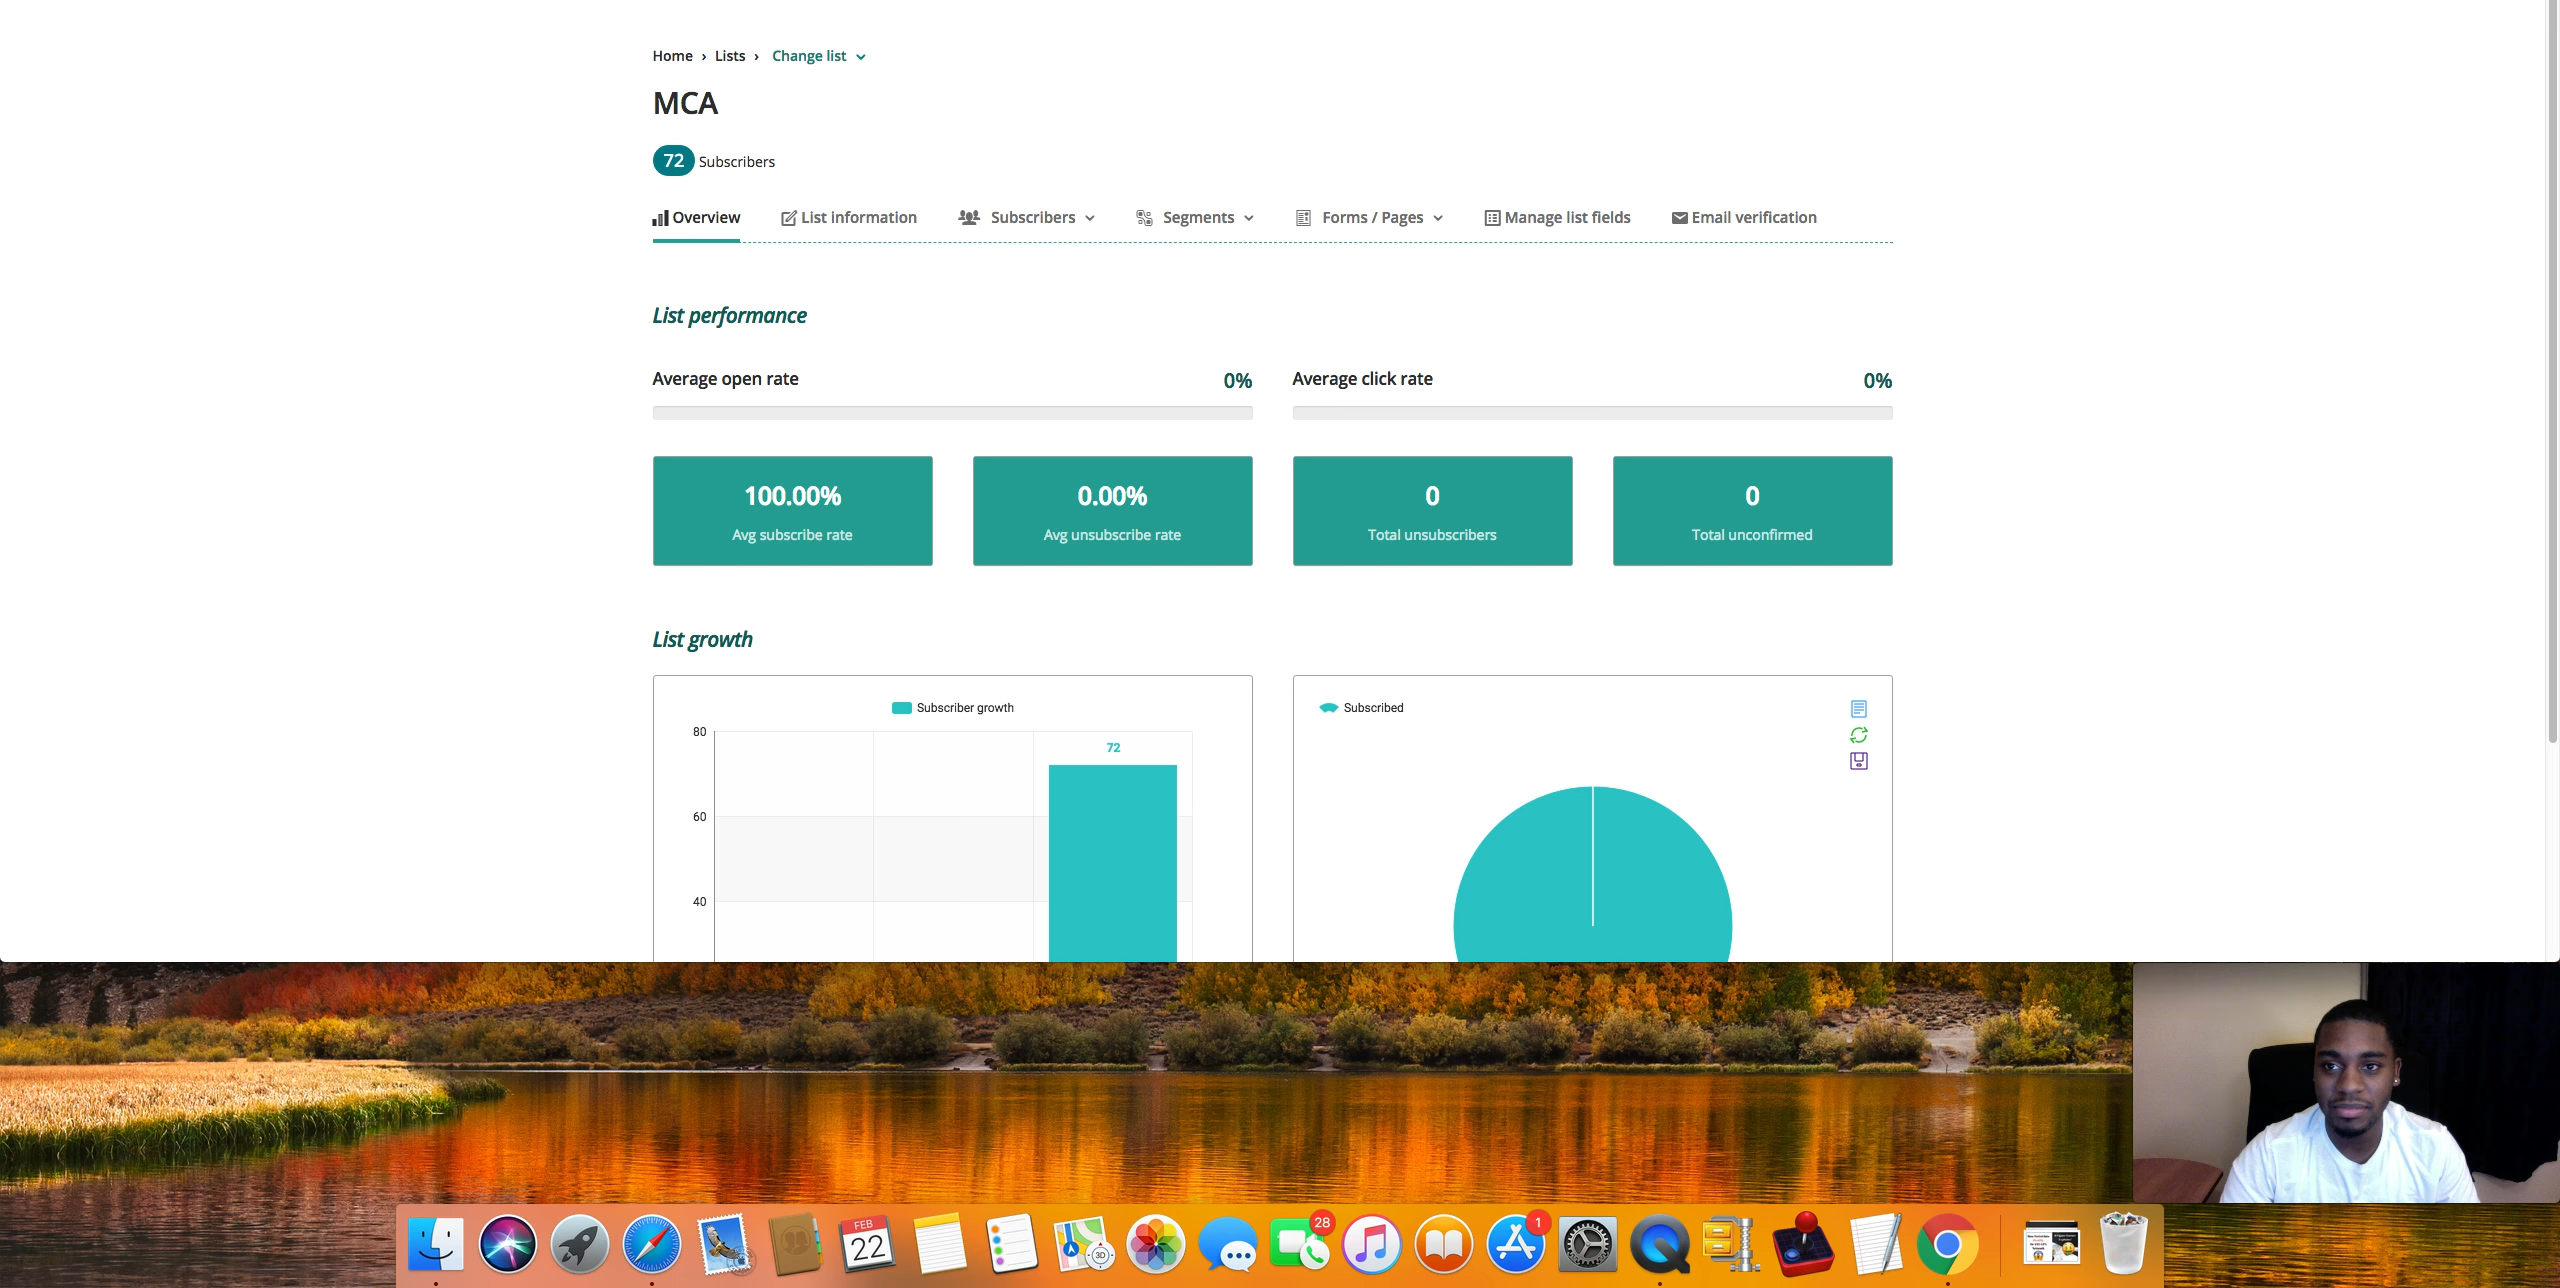 Home › Lists › Change list
MCA
72 Subscribers
Overview List information Subscribers Segments Forms / Pages Manage list fields Email verification
List performance
Average open rate 0% Average click rate 0%
100.00% 0.00% 0 0
Avg subscribe rate Avg unsubscribe rate Total unsubscribers Total unconfirmed
List growth
Subscriber growth Subscribed
80
72
60
40
FEB
22
3D
28
1